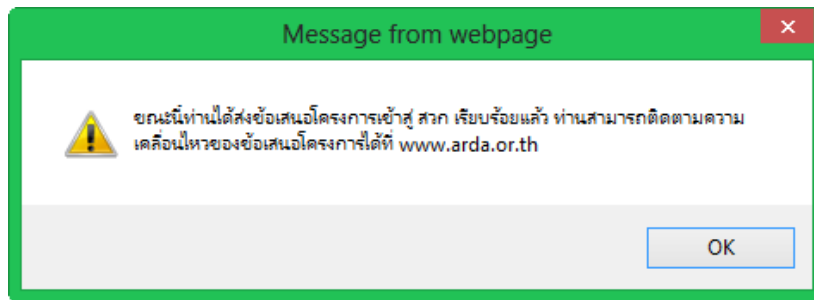 Message from webpage
ขณะนี้ท่านได้ส่งข้อเสนอโครงการเข้าสู่ สวก เรียบร้อยแล้ว ท่านสามารถติดตามความ
เคลื่อนไหวของข้อเสนอโครงการได้ที่ www.arda.or.th
OK